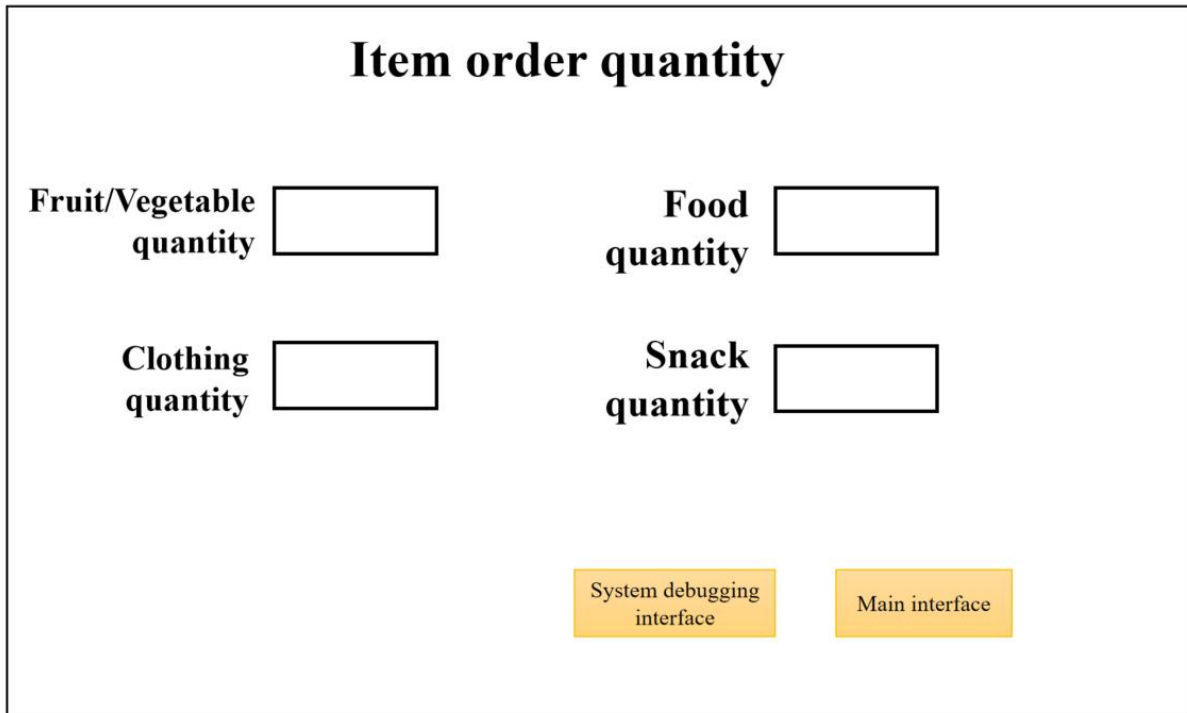 Item order quantity
Fruit/Vegetable
quantity
Food
quantity
Clothing
quantity
Snack
quantity
System debugging
interface
Main interface